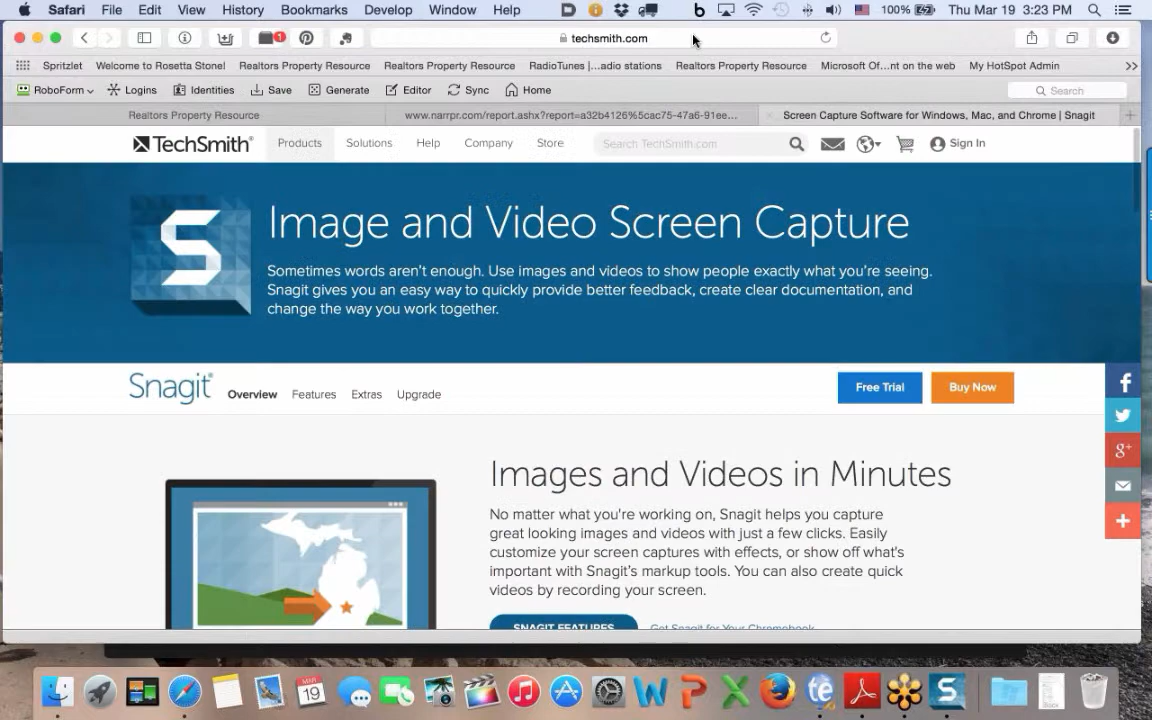 Safari File Edit View History Bookmarks Develop Window Help 100% Thu Mar 19 3:23 PM
1 techsmith.com
Spritzlet Welcome to Rosetta Stone! Realtors Property Resource Realtors Property Resource RadioTunes |...adio stations Realtors Property Resource Microsoft Of...nt on the web My HotSpot Admin
RoboForm Logins Identities Save Generate Editor Sync Home Search
Realtors Property Resource www.narrpr.com/report.ashx?report=a32b4126%5cac75-47a6-91ee... Screen Capture Software for Windows, Mac, and Chrome | Snagit
TechSmith Products Solutions Help Company Store Search TechSmith.com Sign In
S
Image and Video Screen Capture
Sometimes words aren't enough. Use images and videos to show people exactly what you're seeing.
Snagit gives you an easy way to quickly provide better feedback, create clear documentation, and
change the way you work together.
Snagit® Overview Features Extras Upgrade Free Trial Buy Now
Images and Videos in Minutes
No matter what you're working on, Snagit helps you capture
great looking images and videos with just a few clicks. Easily
customize your screen captures with effects, or show off what's
important with Snagit's markup tools. You can also create quick
videos by recording your screen.
SNAGIT FEATURES Get Snagit for Your Chromebook
MAR
19 W P X te S